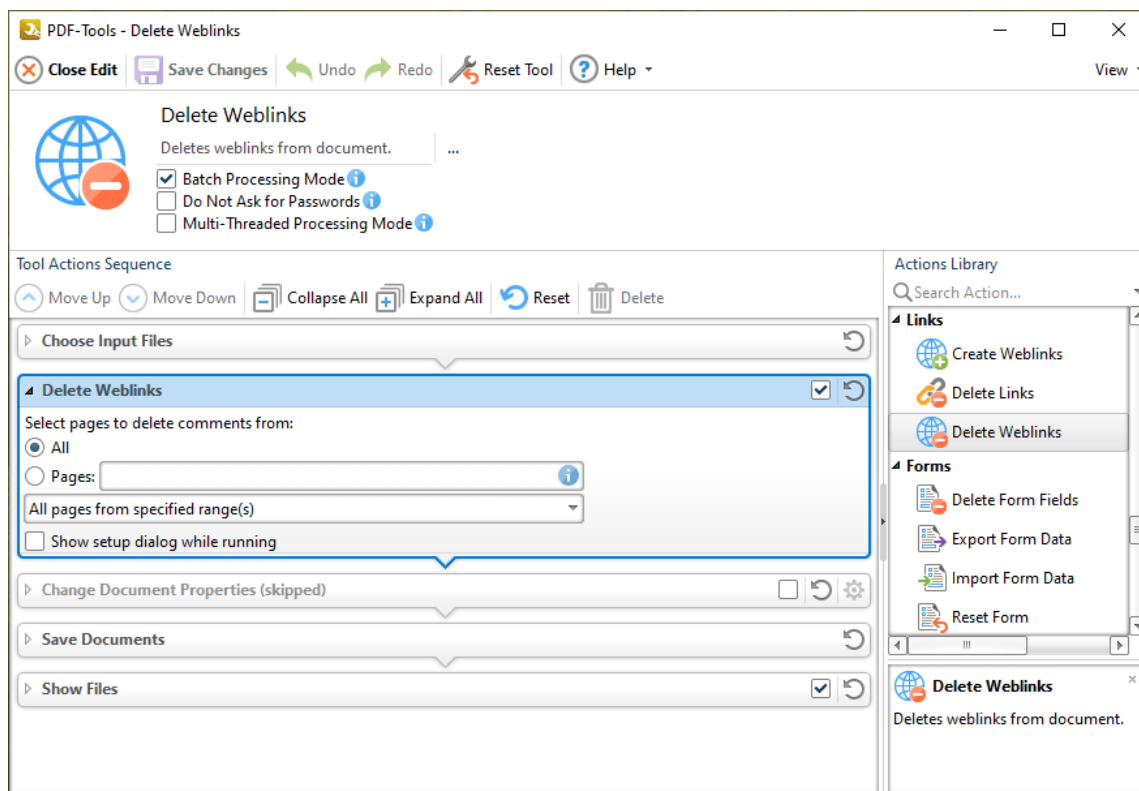 PDF-Tools - Delete Weblinks
Close Edit Save Changes Undo Redo Reset Tool Help View
Delete Weblinks
Deletes weblinks from document. ...
Batch Processing Mode
Do Not Ask for Passwords
Multi-Threaded Processing Mode
Tool Actions Sequence
Move Up Move Down Collapse All Expand All Reset Delete
Choose Input Files
Delete Weblinks
Select pages to delete comments from:
All
Pages:
All pages from specified range(s)
Show setup dialog while running
Change Document Properties (skipped)
Save Documents
Show Files
Actions Library
Search Action...
Links
Create Weblinks
Delete Links
Delete Weblinks
Forms
Delete Form Fields
Export Form Data
Import Form Data
Reset Form
Delete Weblinks
Deletes weblinks from document.